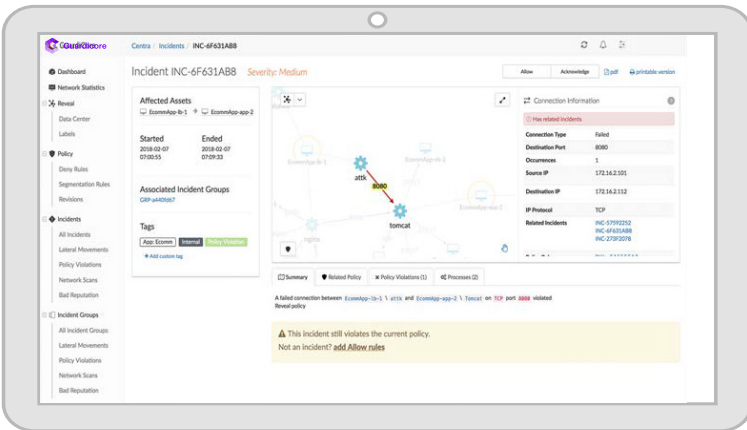 Guardicore
Centra / Incidents / INC-6F631AB8
Dashboard
Network Statistics
Reveal
Data Center
Labels
Policy
Deny Rules
Segmentation Rules
Revisions
Incidents
All Incidents
Lateral Movements
Policy Violations
Network Scans
Bad Reputation
Incident Groups
All Incident Groups
Lateral Movements
Policy Violations
Network Scans
Bad Reputation
Incident INC-6F631AB8 Severity: Medium
Allow Acknowledge pdf printable version
Affected Assets
EcommApp-lb-1 EcommApp-app-2
Started Ended
2018-02-07 2018-02-07
07:00:55 07:09:33
Associated Incident Groups
Tags
App: Ecomm Internal Policy Violation
+ Add custom tag
EcommApp-lb-1
attk
8080
tomcat
nginx
Connection Information
Has related incidents
Connection Type Failed
Destination Port 8080
Occurrences 1
Source IP 172.16.2.101
Destination IP 172.16.2.112
IP Protocol TCP
Related Incidents INC-57592252
INC-6F631AB8
INC-273F2078
Summary Related Policy Policy Violations (1) Processes (2)
A failed connection between EcommApp-lb-1 \ attk and EcommApp-app-2 \ Tomcat on TCP port 8080 violated
Reveal policy
This incident still violates the current policy.
Not an incident? add Allow rules